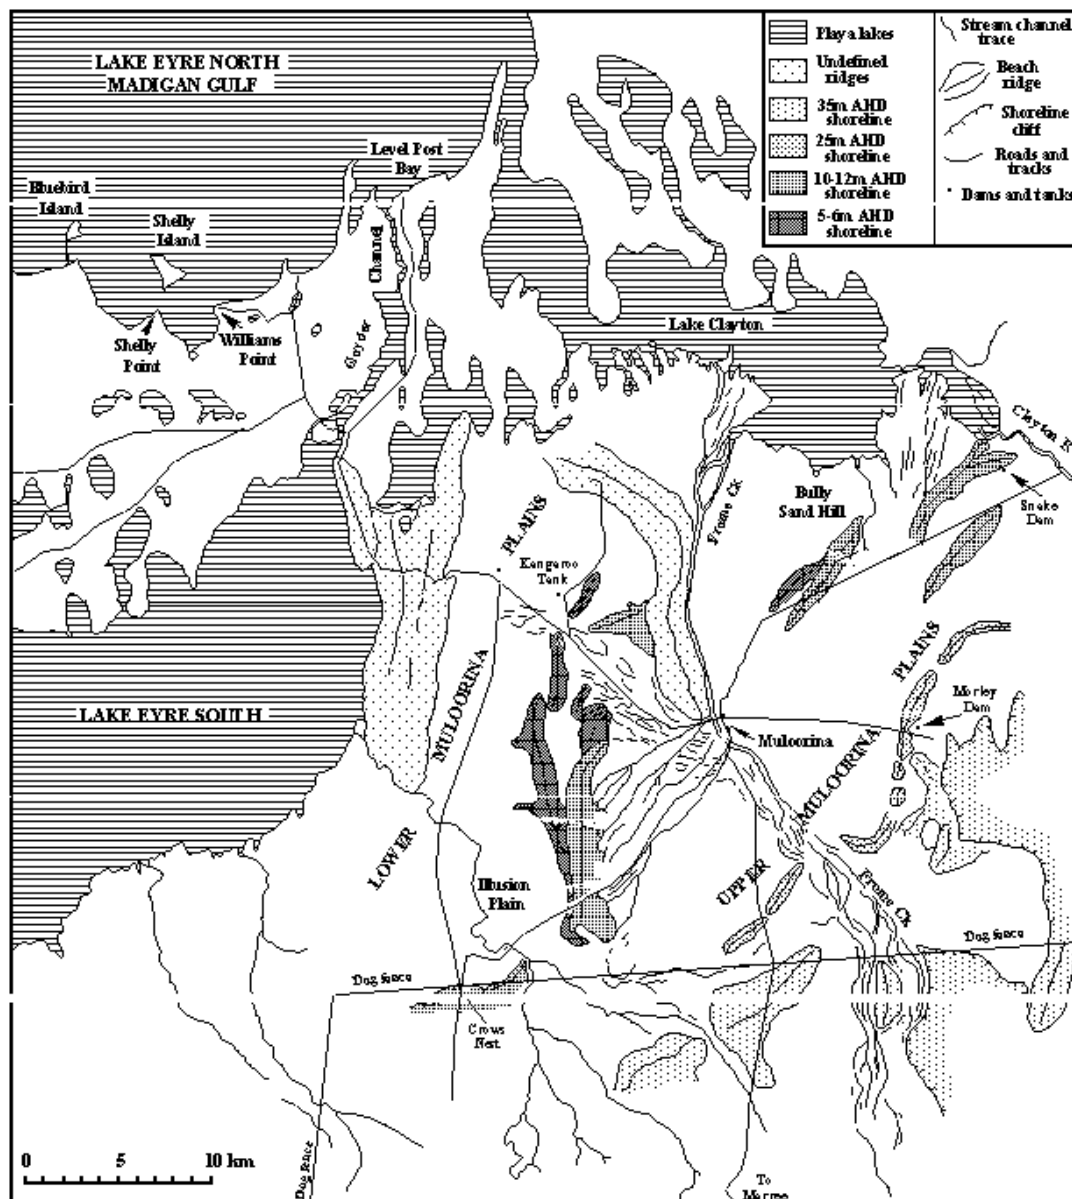 LAKE EYRE NORTH
MADIGAN GULF
Playa lakes
Undefined
ridges
35m AHD
shoreline
25m AHD
shoreline
10-12m AHD
shoreline
5-6m AHD
shoreline
Stream channel
trace
Beach
ridge
Shoreline
cliff
Roads and
tracks
Dams and tanks
Level Post
Bay
Bluebird
Island
Shelly
Island
Channel
Goyder
Shelly
Point
Williams
Point
Lake Clayton
Clayton R
Snake
Dam
Frome Ck
Bully
Sand Hill
PLAINS
Kangaroo
Tank
PLAINS
Morley
Dam
LAKE EYRE SOUTH
MULOORINA
Muloorina
MULOORINA
LOWER
UPPER
Illusion
Plain
Frome Ck
Dog fence
Dog fence
Crows
Nest
0 5 10 km
Dog fence
To
Marree